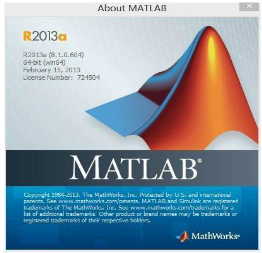 About MATLAB
R2013a
R2013a (8.1.0.604)
64-bit (win64)
February 15, 2013
License Number: 724504
MATLAB®
Copyright 1984-2013. The MathWorks, Inc. Protected by U.S. and international
patents. See www.mathworks.com/patents. MATLAB and Simulink are registered
trademarks of The MathWorks, Inc. See www.mathworks.com/trademarks for a
list of additional trademarks. Other product or brand names may be trademarks or
registered trademarks of their respective holders.
MathWorks®